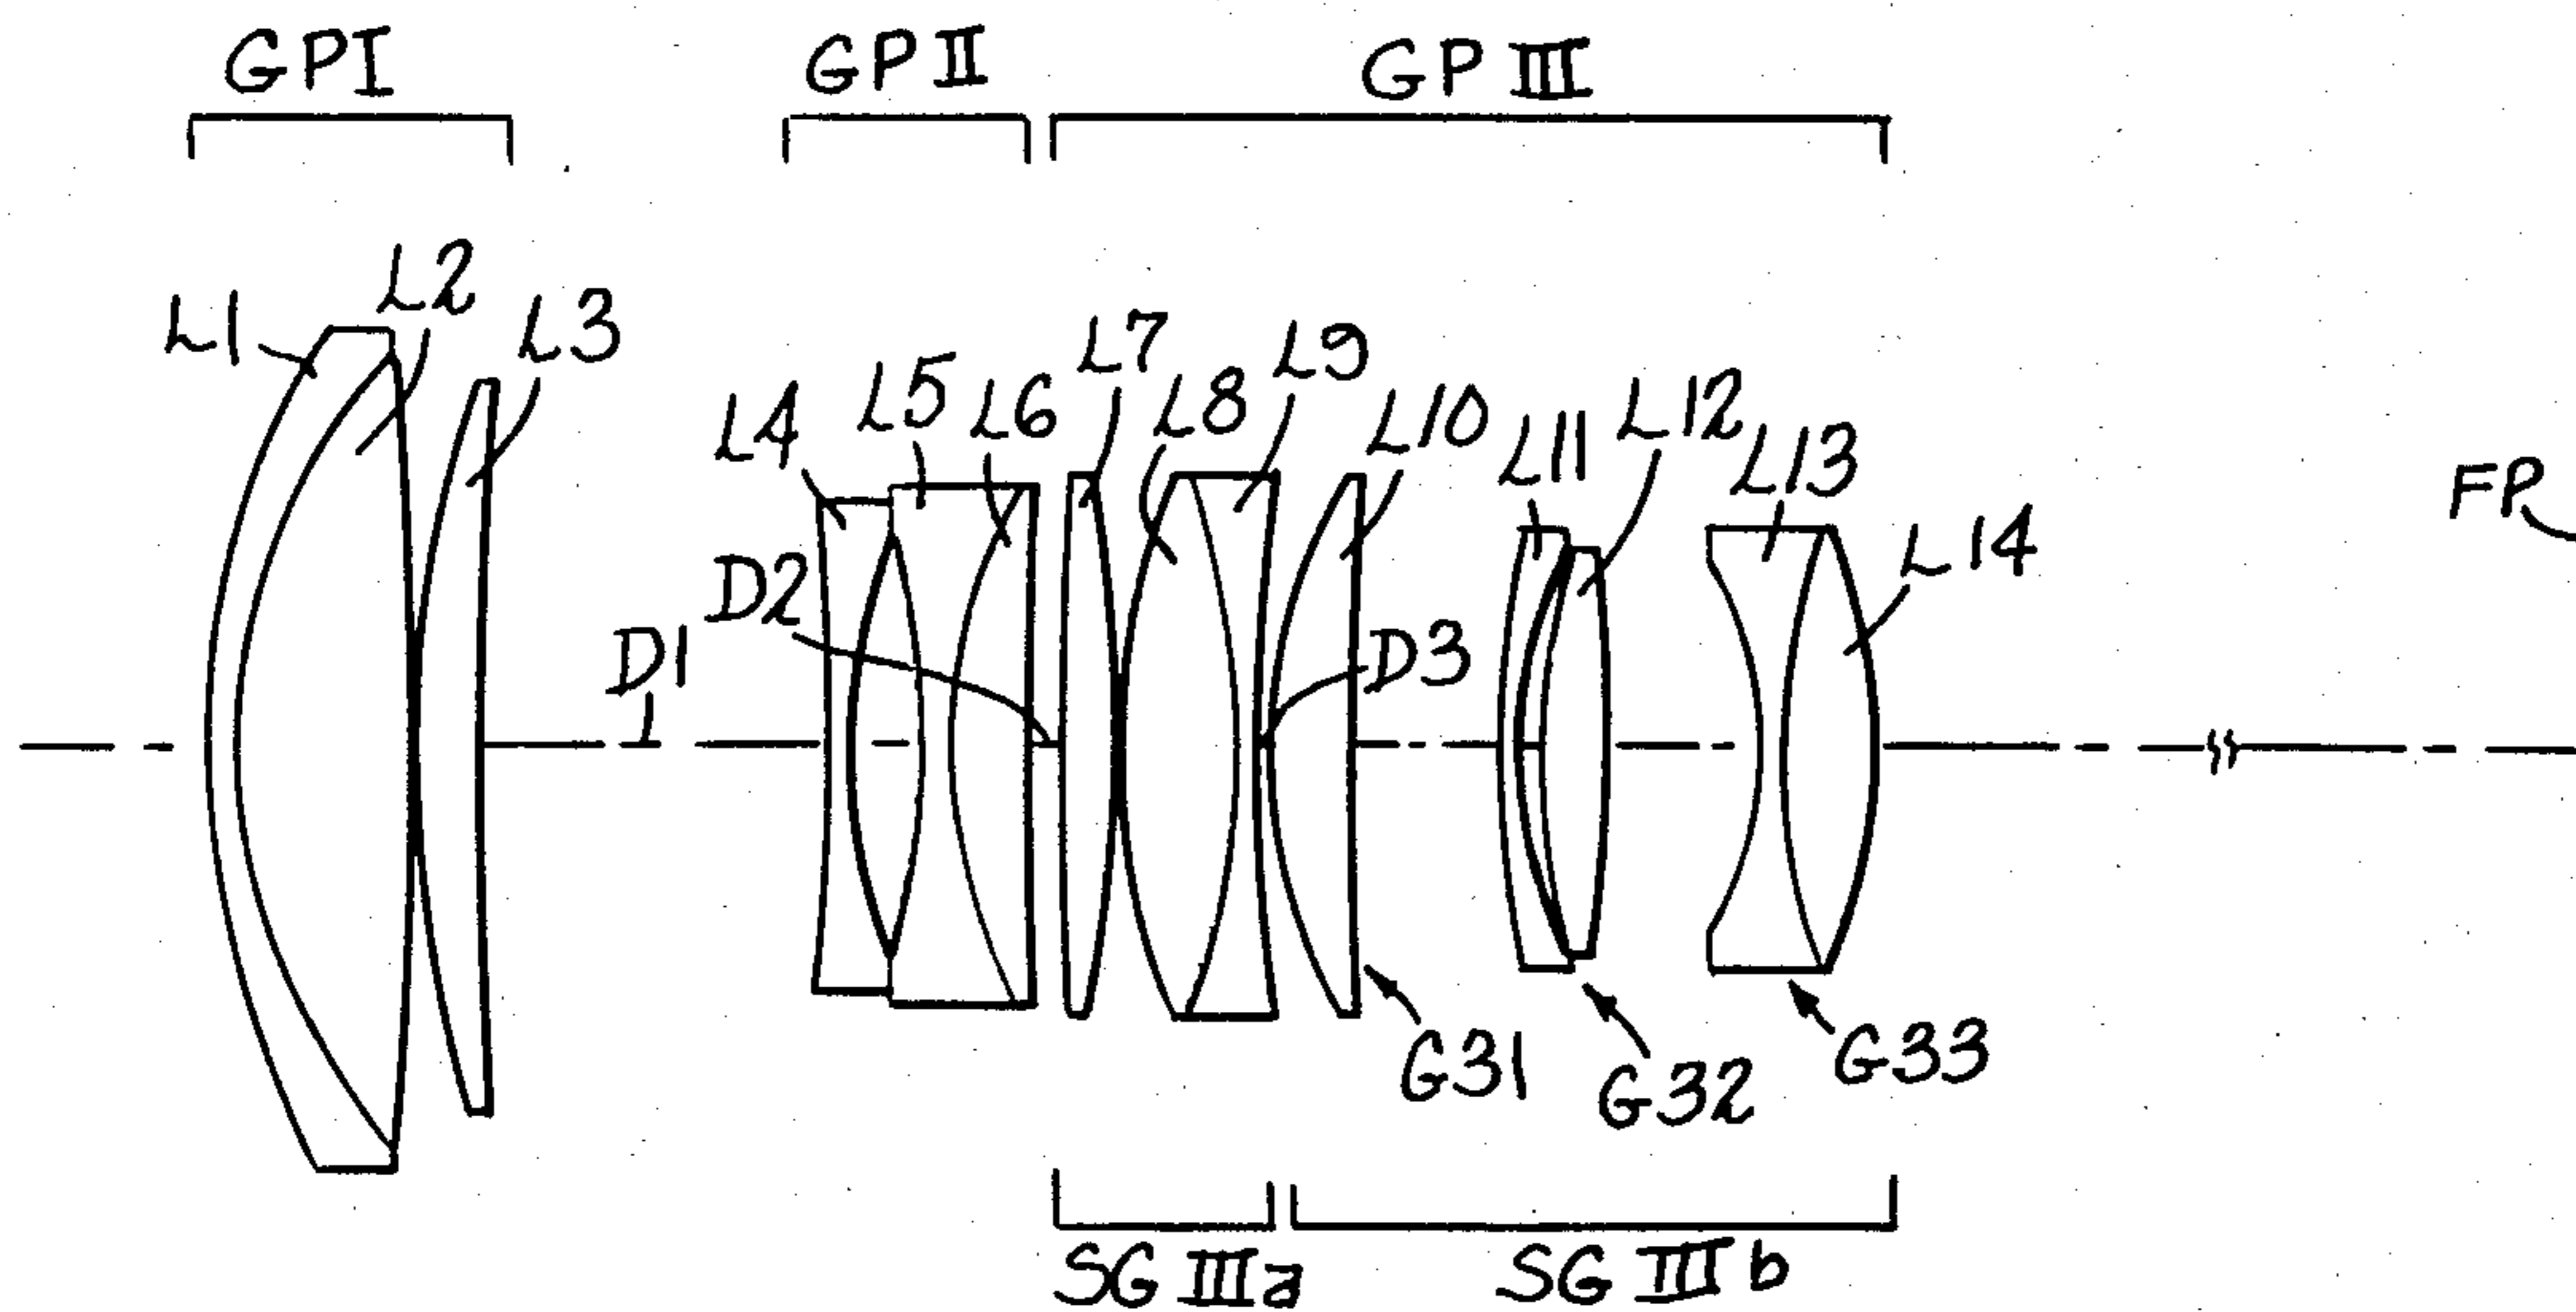 GPI GPII GPIII
L1 L2 L3
L4 L5 L6 L7 L8 L9 L10 L11 L12 L13 L14
FP
D1 D2 D3
G31 G32 G33
SG IIIa SG IIIb